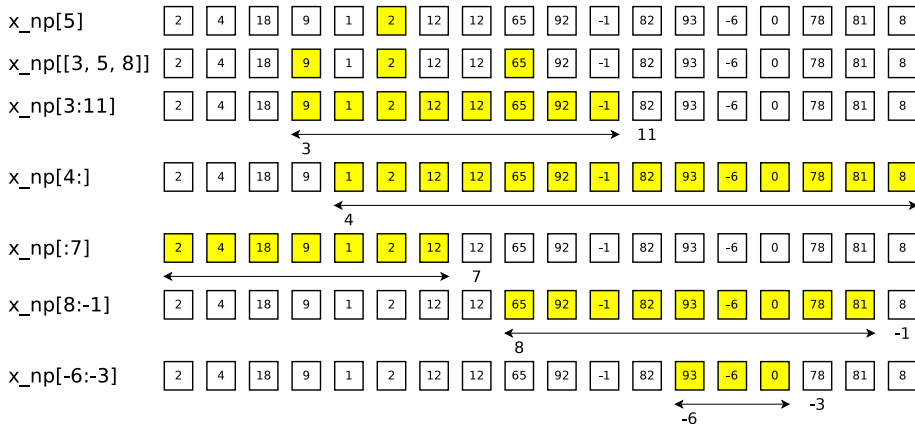 x_np[5] 2 4 18 9 1 2 12 12 65 92 -1 82 93 -6 0 78 81 8
x_np[[3, 5, 8]] 2 4 18 9 1 2 12 12 65 92 -1 82 93 -6 0 78 81 8
x_np[3:11] 2 4 18 9 1 2 12 12 65 92 -1 82 93 -6 0 78 81 8
3 11
x_np[4:] 2 4 18 9 1 2 12 12 65 92 -1 82 93 -6 0 78 81 8
4
x_np[:7] 2 4 18 9 1 2 12 12 65 92 -1 82 93 -6 0 78 81 8
7
x_np[8:-1] 2 4 18 9 1 2 12 12 65 92 -1 82 93 -6 0 78 81 8
8 -1
x_np[-6:-3] 2 4 18 9 1 2 12 12 65 92 -1 82 93 -6 0 78 81 8
-6 -3